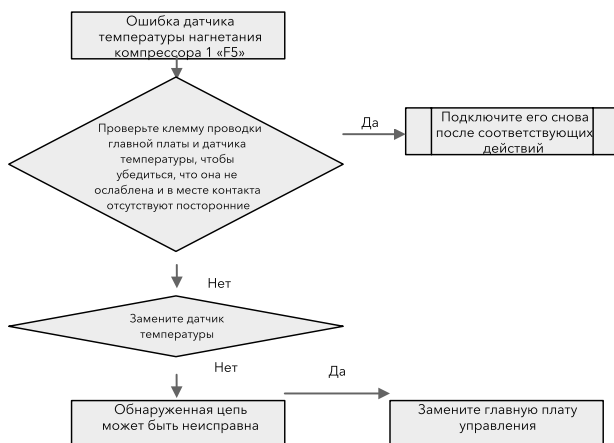 Ошибка датчика
температуры нагнетания
компрессора 1 «F5»
Проверьте клемму проводки
главной платы и датчика
температуры, чтобы
убедиться, что она не
ослаблена и в месте контакта
отсутствуют посторонние
Да
Подключите его снова
после соответствующих
действий
Нет
Замените датчик
температуры
Нет
Да
Обнаруженная цепь
может быть неисправна
Замените главную плату
управления